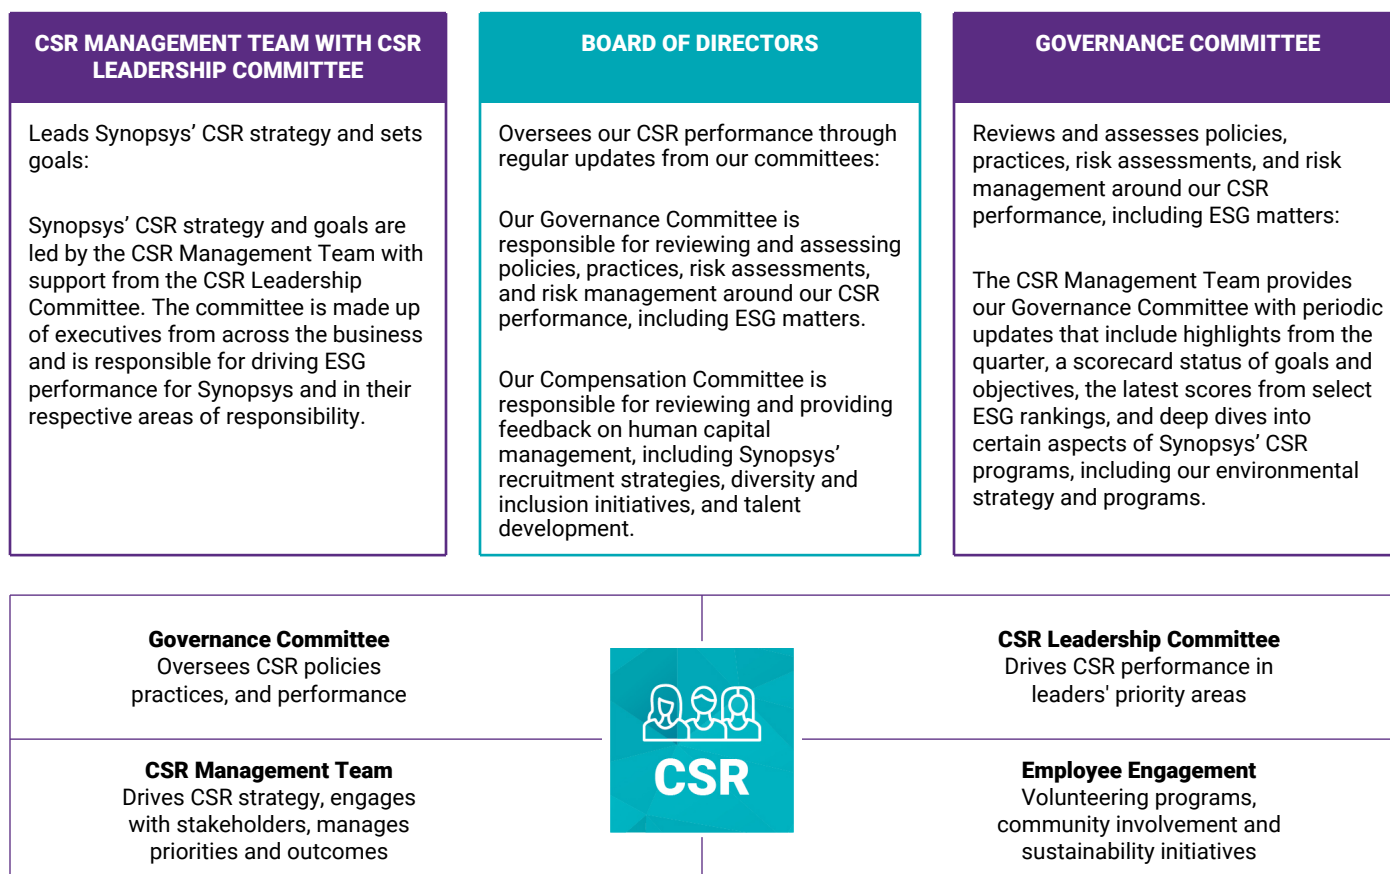 CSR MANAGEMENT TEAM WITH CSR
LEADERSHIP COMMITTEE
Leads Synopsys’ CSR strategy and sets
goals:
Synopsys’ CSR strategy and goals are
led by the CSR Management Team with
support from the CSR Leadership
Committee. The committee is made up
of executives from across the business
and is responsible for driving ESG
performance for Synopsys and in their
respective areas of responsibility.
BOARD OF DIRECTORS
Oversees our CSR performance through
regular updates from our committees:
Our Governance Committee is
responsible for reviewing and assessing
policies, practices, risk assessments,
and risk management around our CSR
performance, including ESG matters.
Our Compensation Committee is
responsible for reviewing and providing
feedback on human capital
management, including Synopsys’
recruitment strategies, diversity and
inclusion initiatives, and talent
development.
GOVERNANCE COMMITTEE
Reviews and assesses policies,
practices, risk assessments, and risk
management around our CSR
performance, including ESG matters:
The CSR Management Team provides
our Governance Committee with periodic
updates that include highlights from the
quarter, a scorecard status of goals and
objectives, the latest scores from select
ESG rankings, and deep dives into
certain aspects of Synopsys’ CSR
programs, including our environmental
strategy and programs.
Governance Committee
Oversees CSR policies
practices, and performance
CSR Leadership Committee
Drives CSR performance in
leaders' priority areas
CSR
CSR Management Team
Drives CSR strategy, engages
with stakeholders, manages
priorities and outcomes
Employee Engagement
Volunteering programs,
community involvement and
sustainability initiatives